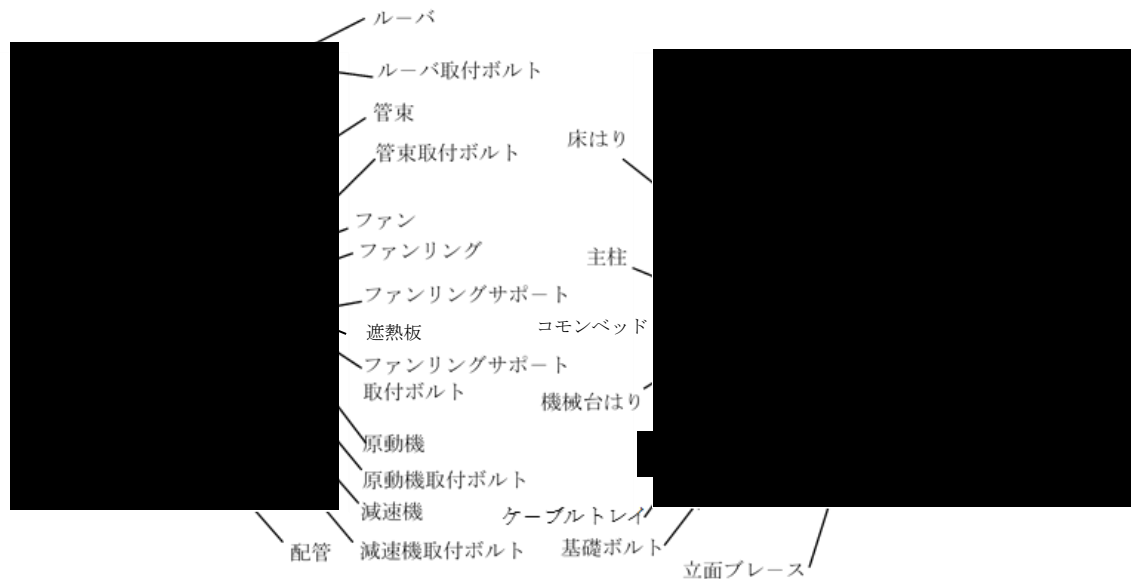 ルーバ
ルーバ取付ボルト
管束
管束取付ボルト
ファン
ファンリング
ファンリングサポート
遮熱板
ファンリングサポート
取付ボルト
原動機
原動機取付ボルト
減速機
減速機取付ボルト
配管
床はり
主柱
コモンベッド
機械台はり
ケーブルトレイ
基礎ボルト
立面ブレース